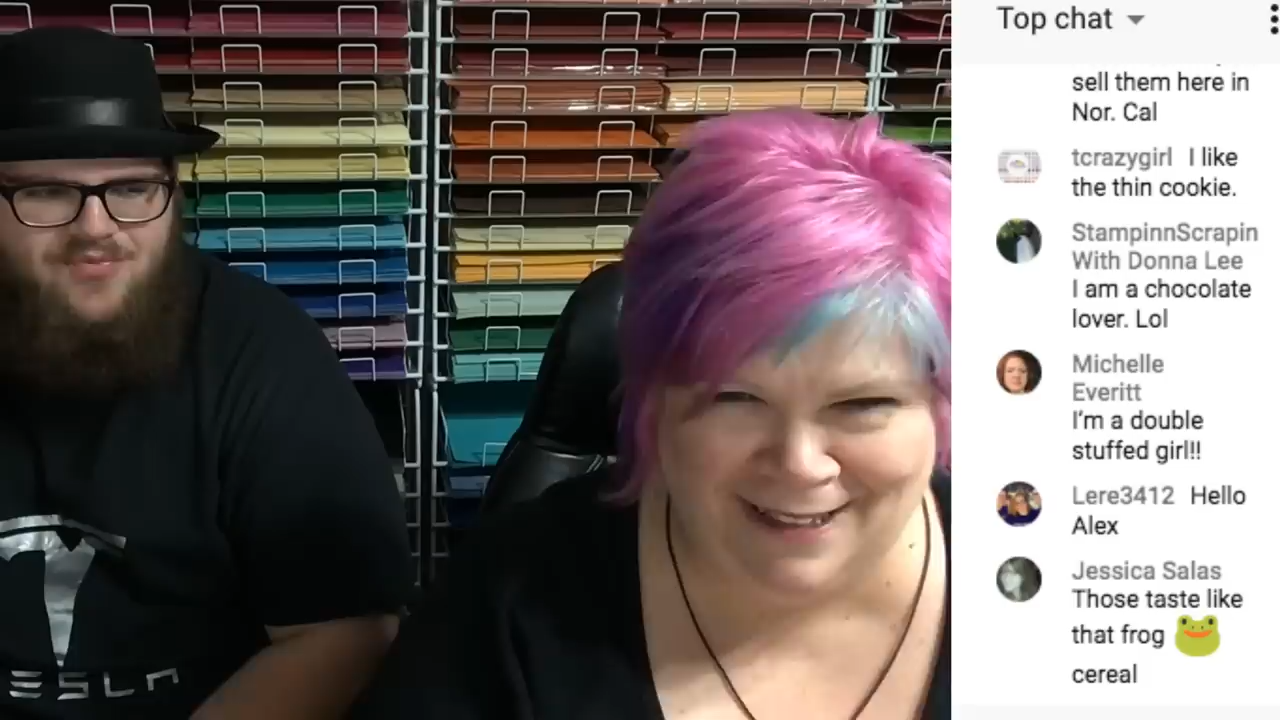 TESLA
Top chat
sell them here in
Nor. Cal
tcrazygirl I like
the thin cookie.
StampinnScrapin
With Donna Lee
I am a chocolate
lover. Lol
Michelle
Everitt
I'm a double
stuffed girl!!
Lere3412 Hello
Alex
Jessica Salas
Those taste like
that frog 🐸
cereal